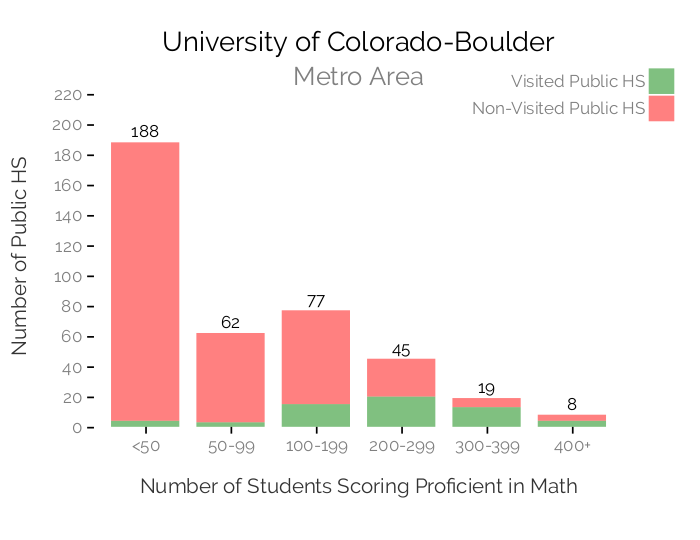 University of Colorado-Boulder
Metro Area
Visited Public HS
Non-Visited Public HS
Number of Public HS
220
200
180
160
140
120
100
80
60
40
20
0
188
62
77
45
19
8
<50 50-99 100-199 200-299 300-399 400+
Number of Students Scoring Proficient in Math